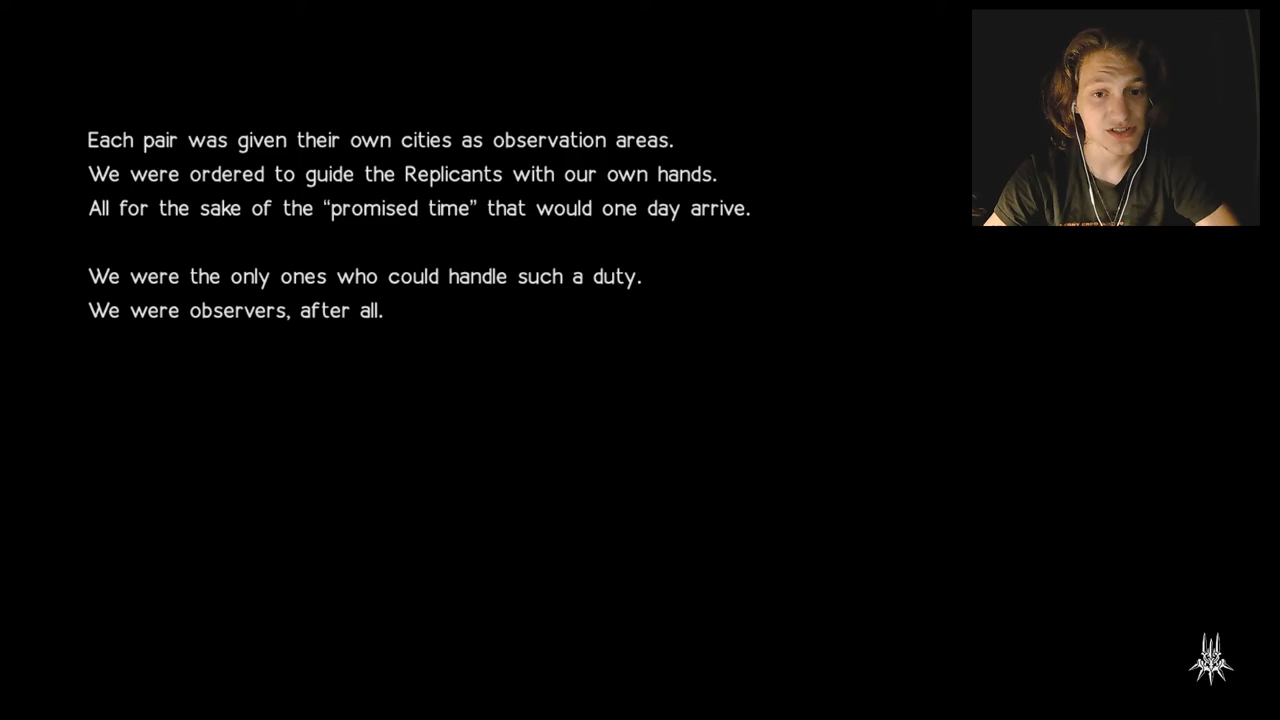 Each pair was given their own cities as observation areas.
We were ordered to guide the Replicants with our own hands.
All for the sake of the “promised time” that would one day arrive.
We were the only ones who could handle such a duty.
We were observers, after all.